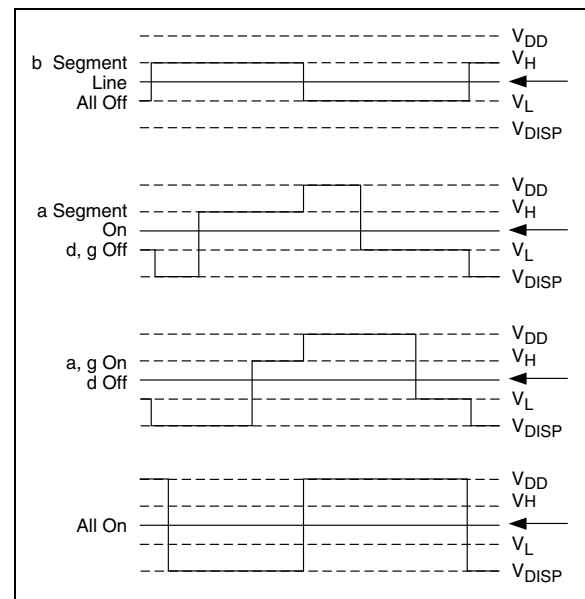 V_DD
b Segment V_H
Line
All Off V_L
V_DISP
V_DD
a Segment V_H
On
d, g Off V_L
V_DISP
V_DD
a, g On V_H
d Off
V_L
V_DISP
V_DD
V_H
All On
V_L
V_DISP